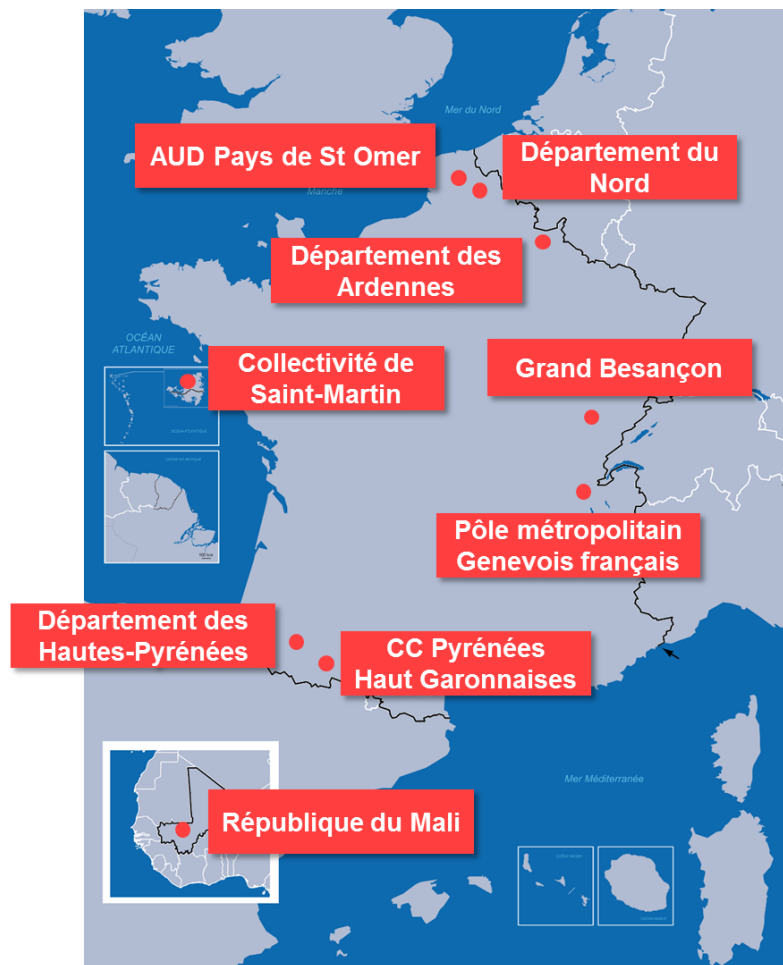 Mer du Nord
AUD Pays de St Omer
Département du
Nord
Manche
Département des
Ardennes
OCÉAN
ATLANTIQUE
Collectivité de
Saint-Martin
Grand Besançon
Pôle métropolitain
Genevois français
Département des
Hautes-Pyrénées
CC Pyrénées
Haut Garonnaises
Mer Méditerranée
République du Mali